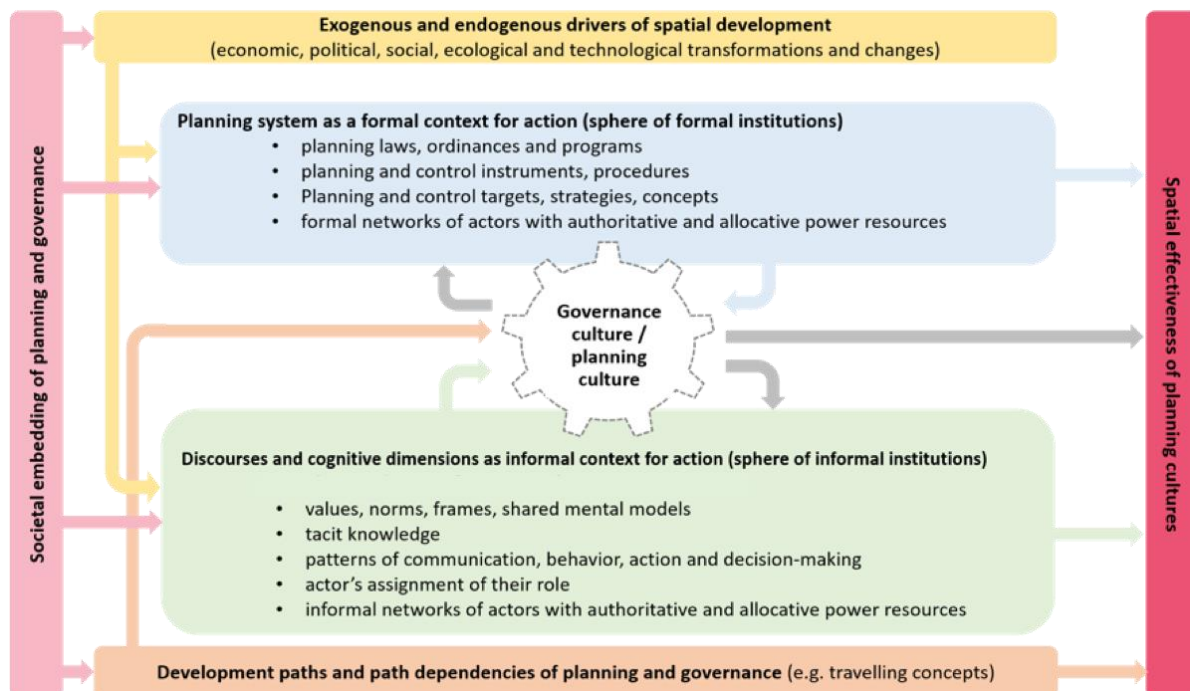 Societal embedding of planning and governance
Exogenous and endogenous drivers of spatial development
(economic, political, social, ecological and technological transformations and changes)
Planning system as a formal context for action (sphere of formal institutions)
• planning laws, ordinances and programs
• planning and control instruments, procedures
• Planning and control targets, strategies, concepts
• formal networks of actors with authoritative and allocative power resources
Governance
culture /
planning
culture
Discourses and cognitive dimensions as informal context for action (sphere of informal institutions)
• values, norms, frames, shared mental models
• tacit knowledge
• patterns of communication, behavior, action and decision-making
• actor’s assignment of their role
• informal networks of actors with authoritative and allocative power resources
Development paths and path dependencies of planning and governance (e.g. travelling concepts)
Spatial effectiveness of planning cultures